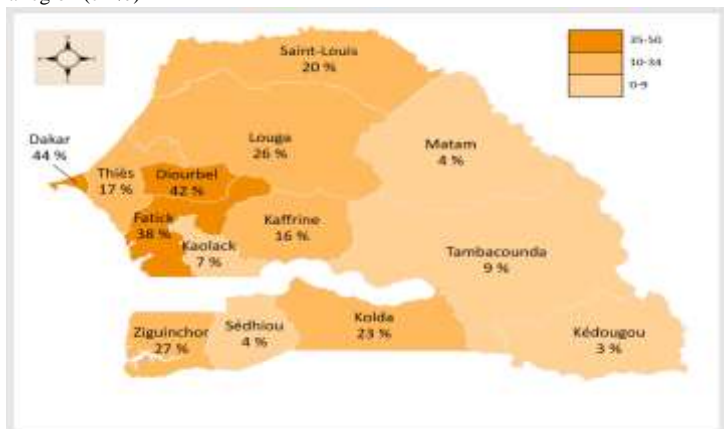 35-50
10-34
0-9
Saint-Louis
20 %
Louga
26 %
Matam
4 %
Dakar
44 %
Thiès
17 %
Diourbel
42 %
Fatick
38 %
Kaolack
7 %
Kaffrine
16 %
Tambacounda
9 %
Ziguinchor
27 %
Sédhiou
4 %
Kolda
23 %
Kédougou
3 %